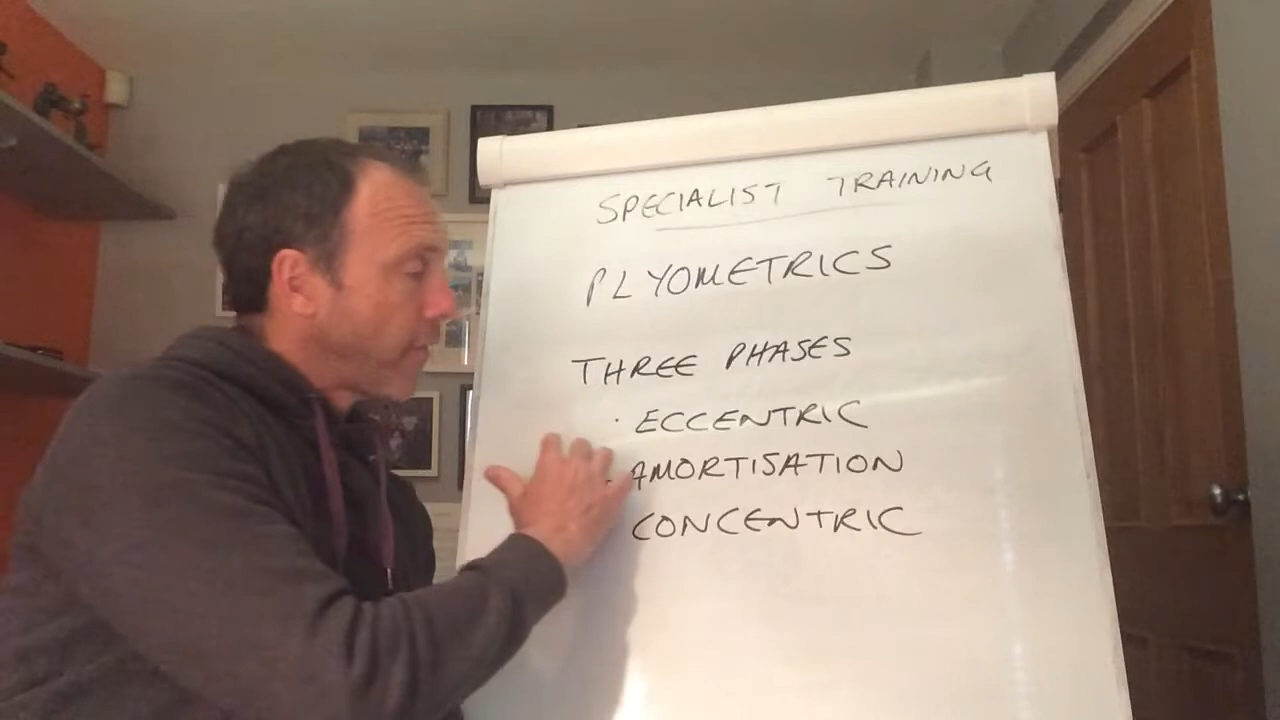 SPECIALIST TRAINING
PLYOMETRICS
THREE PHASES
· ECCENTRIC
- AMORTISATION
CONCENTRIC